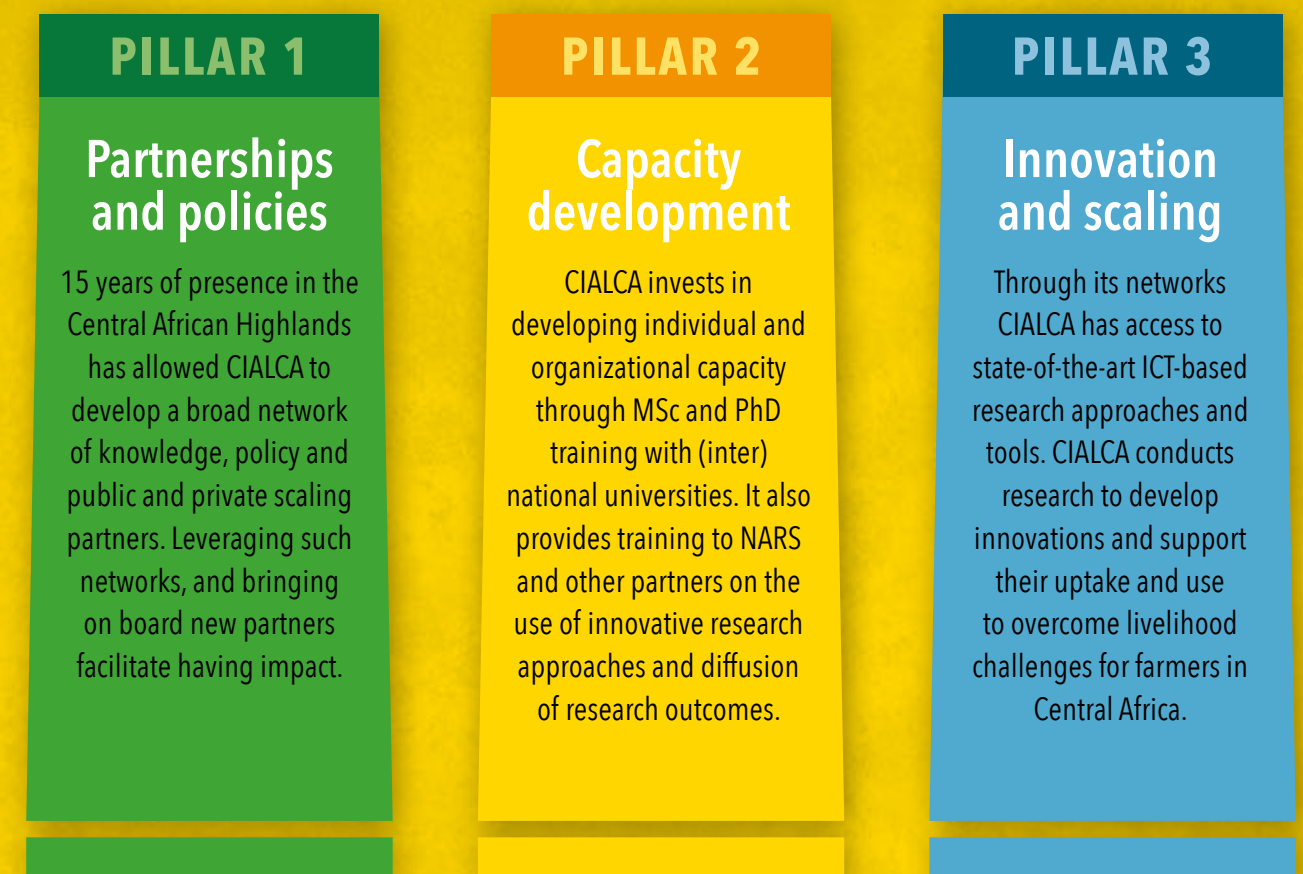 PILLAR 1
Partnerships
and policies
15 years of presence in the
Central African Highlands
has allowed CIALCA to
develop a broad network
of knowledge, policy and
public and private scaling
partners. Leveraging such
networks, and bringing
on board new partners
facilitate having impact.
PILLAR 2
Capacity
development
CIALCA invests in
developing individual and
organizational capacity
through MSc and PhD
training with (inter)
national universities. It also
provides training to NARS
and other partners on the
use of innovative research
approaches and diffusion
of research outcomes.
PILLAR 3
Innovation
and scaling
Through its networks
CIALCA has access to
state-of-the-art ICT-based
research approaches and
tools. CIALCA conducts
research to develop
innovations and support
their uptake and use
to overcome livelihood
challenges for farmers in
Central Africa.